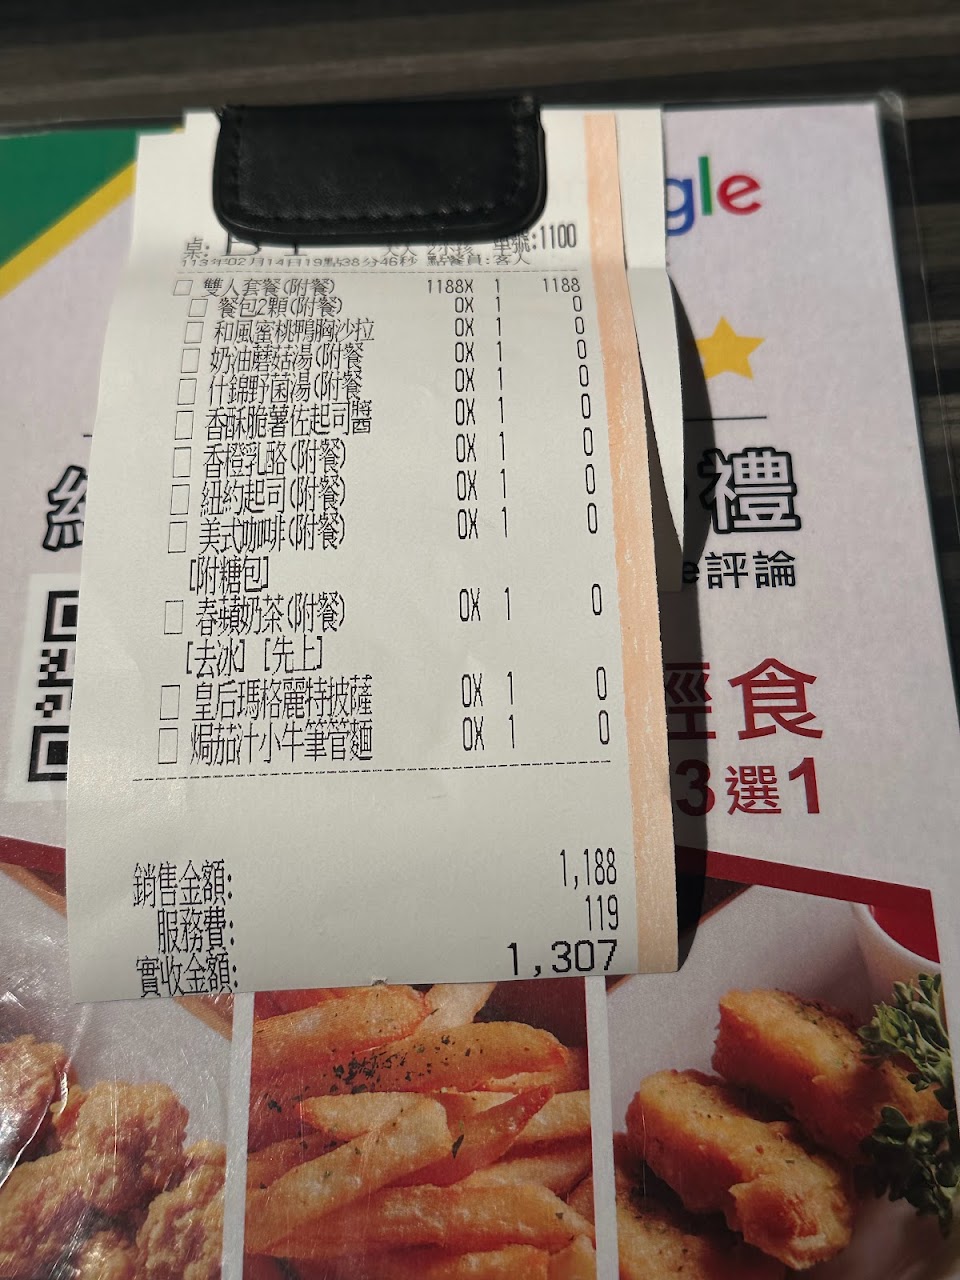 gle
桌:
2小孩 單號:1100
113年02月14日19點38分46秒 點餐員:客人
雙人套餐(附餐) 1188X 1 1188
餐包2顆(附餐) 0X 1 0
和風蜜桃鴨胸沙拉 0X 1 0
奶油蘑菇湯(附餐 0X 1 0
什錦野菌湯(附餐 0X 1 0
香酥脆薯佐起司醬 0X 1 0
香橙乳酪(附餐) 0X 1 0
紐約起司(附餐) 0X 1 0
美式咖啡(附餐) 0X 1 0
[附糖包]
春蘋奶茶(附餐) 0X 1 0
[去冰] [先上]
皇后瑪格麗特披薩 0X 1 0
焗茄汁小牛筆管麵 0X 1 0
銷售金額: 1,188
服務費: 119
實收金額: 1,307
禮
e評論
輕食
3選1